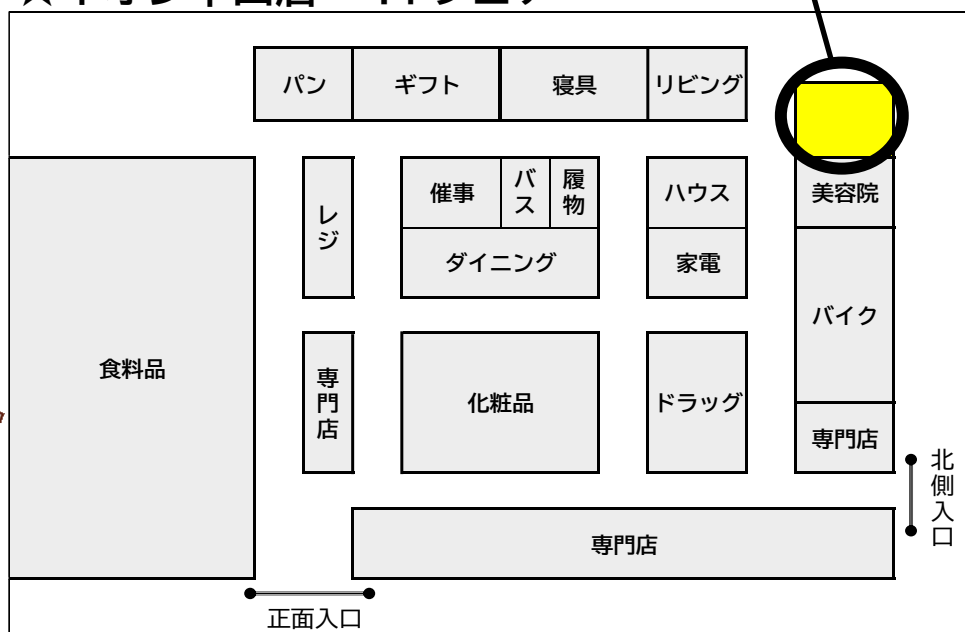 パン
ギフト
寝具
リビング
催事
バス
履物
ハウス
美容院
レジ
ダイニング
家電
バイク
食料品
専門店
化粧品
ドラッグ
専門店
北側入口
専門店
正面入口